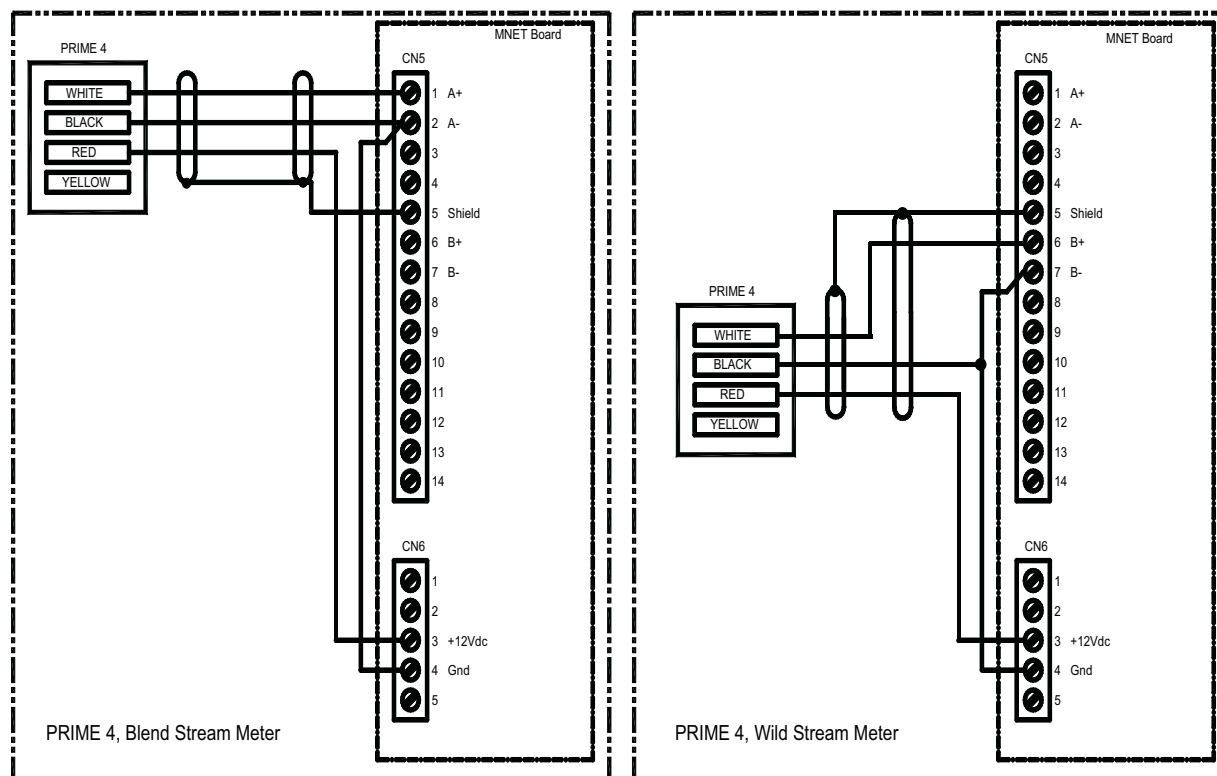 MNET Board
PRIME 4
CN5
WHITE
BLACK
RED
YELLOW
1 A+
2 A-
3
4
5 Shield
6 B+
7 B-
8
9
10
11
12
13
14
CN6
1
2
3 +12Vdc
4 Gnd
5
PRIME 4, Blend Stream Meter
MNET Board
CN5
1 A+
2 A-
3
4
5 Shield
6 B+
7 B-
8
9
10
11
12
13
14
PRIME 4
WHITE
BLACK
RED
YELLOW
CN6
1
2
3 +12Vdc
4 Gnd
5
PRIME 4, Wild Stream Meter